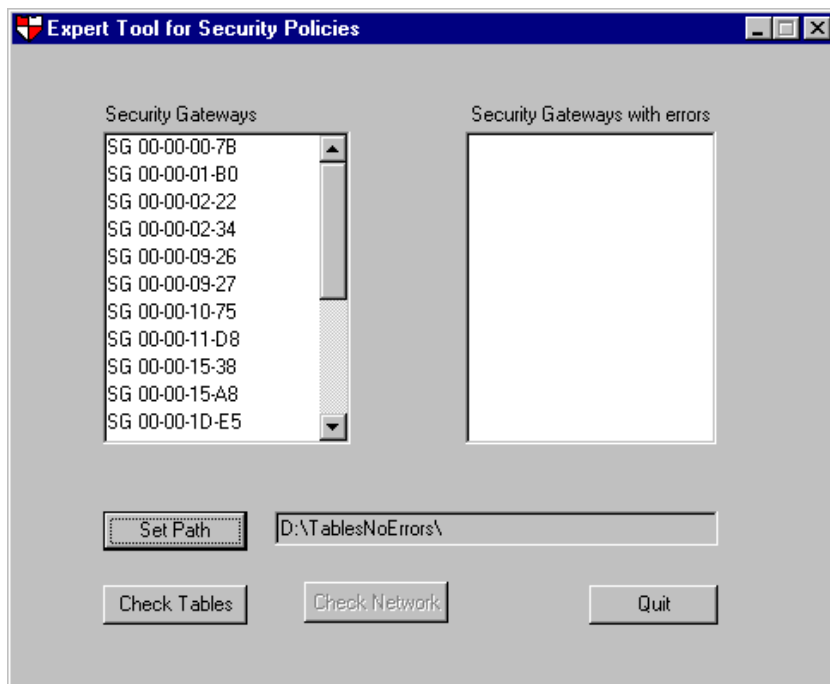 Expert Tool for Security Policies
Security Gateways
Security Gateways with errors
SG 00-00-00-7B
SG 00-00-01-B0
SG 00-00-02-22
SG 00-00-02-34
SG 00-00-09-26
SG 00-00-09-27
SG 00-00-10-75
SG 00-00-11-D8
SG 00-00-15-38
SG 00-00-15-A8
SG 00-00-1D-E5
Set Path
D:\TablesNoErrors\
Check Tables
Check Network
Quit